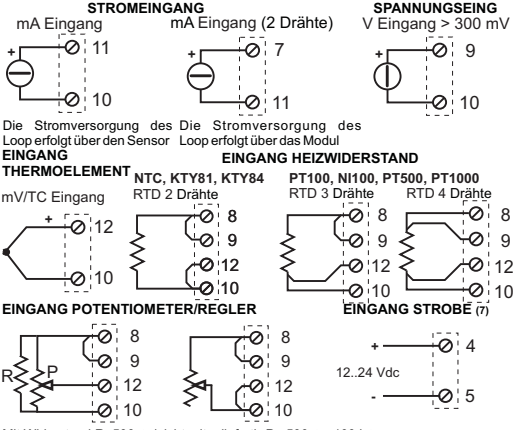 STROMEINGANG
SPANNUNGSEING
mA Eingang
mA Eingang (2 Drähte)
V Eingang > 300 mV
+ 11
10
+ 7
11
+ 9
10
Die Stromversorgung des Loop erfolgt über den Sensor
Die Stromversorgung des Loop erfolgt über das Modul
EINGANG THERMOELEMENT
mV/TC Eingang
+ 12
10
EINGANG HEIZWIDERSTAND
NTC, KTY81, KTY84
RTD 2 Drähte
8
9
12
10
PT100, NI100, PT500, PT1000
RTD 3 Drähte
8
9
12
10
RTD 4 Drähte
8
9
12
10
EINGANG POTENTIOMETER/REGLER
R P
8
9
12
10
8
9
12
10
EINGANG STROBE (7)
+ 4
12..24 Vdc
- 5